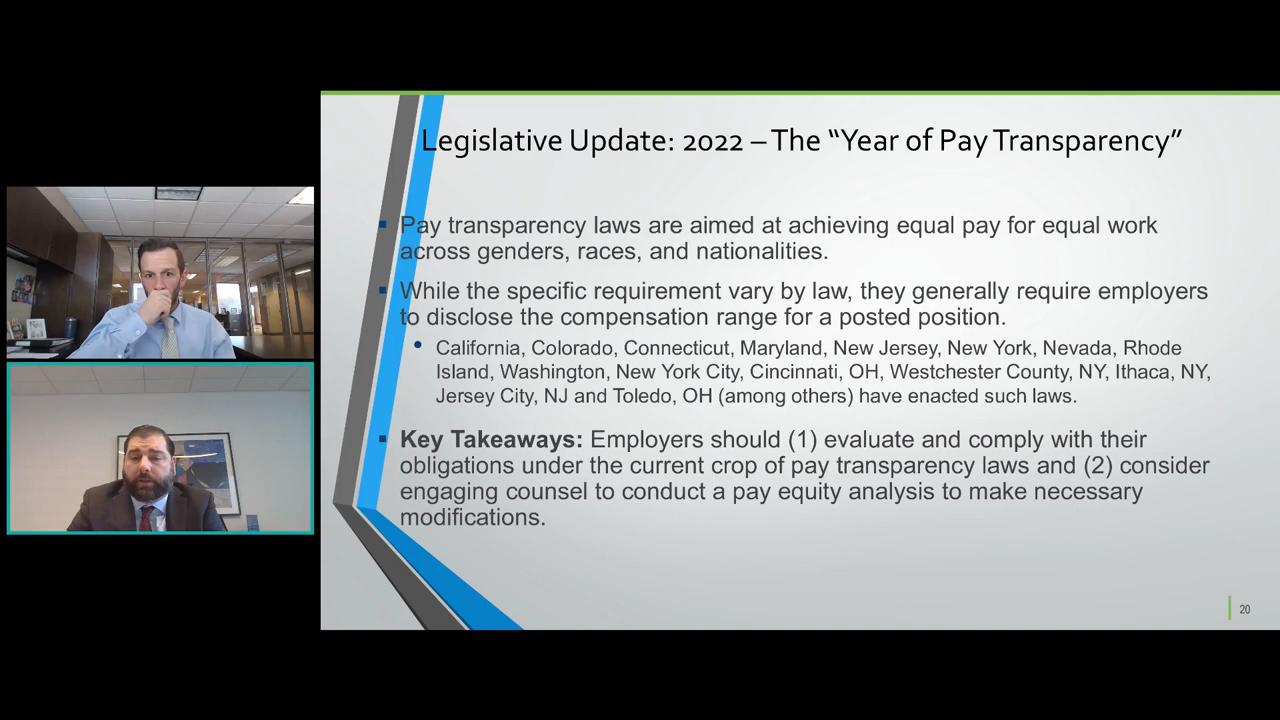 Legislative Update: 2022 – The “Year of Pay Transparency”
Pay transparency laws are aimed at achieving equal pay for equal work
across genders, races, and nationalities.
While the specific requirement vary by law, they generally require employers
to disclose the compensation range for a posted position.
California, Colorado, Connecticut, Maryland, New Jersey, New York, Nevada, Rhode
Island, Washington, New York City, Cincinnati, OH, Westchester County, NY, Ithaca, NY,
Jersey City, NJ and Toledo, OH (among others) have enacted such laws.
Key Takeaways: Employers should (1) evaluate and comply with their
obligations under the current crop of pay transparency laws and (2) consider
engaging counsel to conduct a pay equity analysis to make necessary
modifications.
20